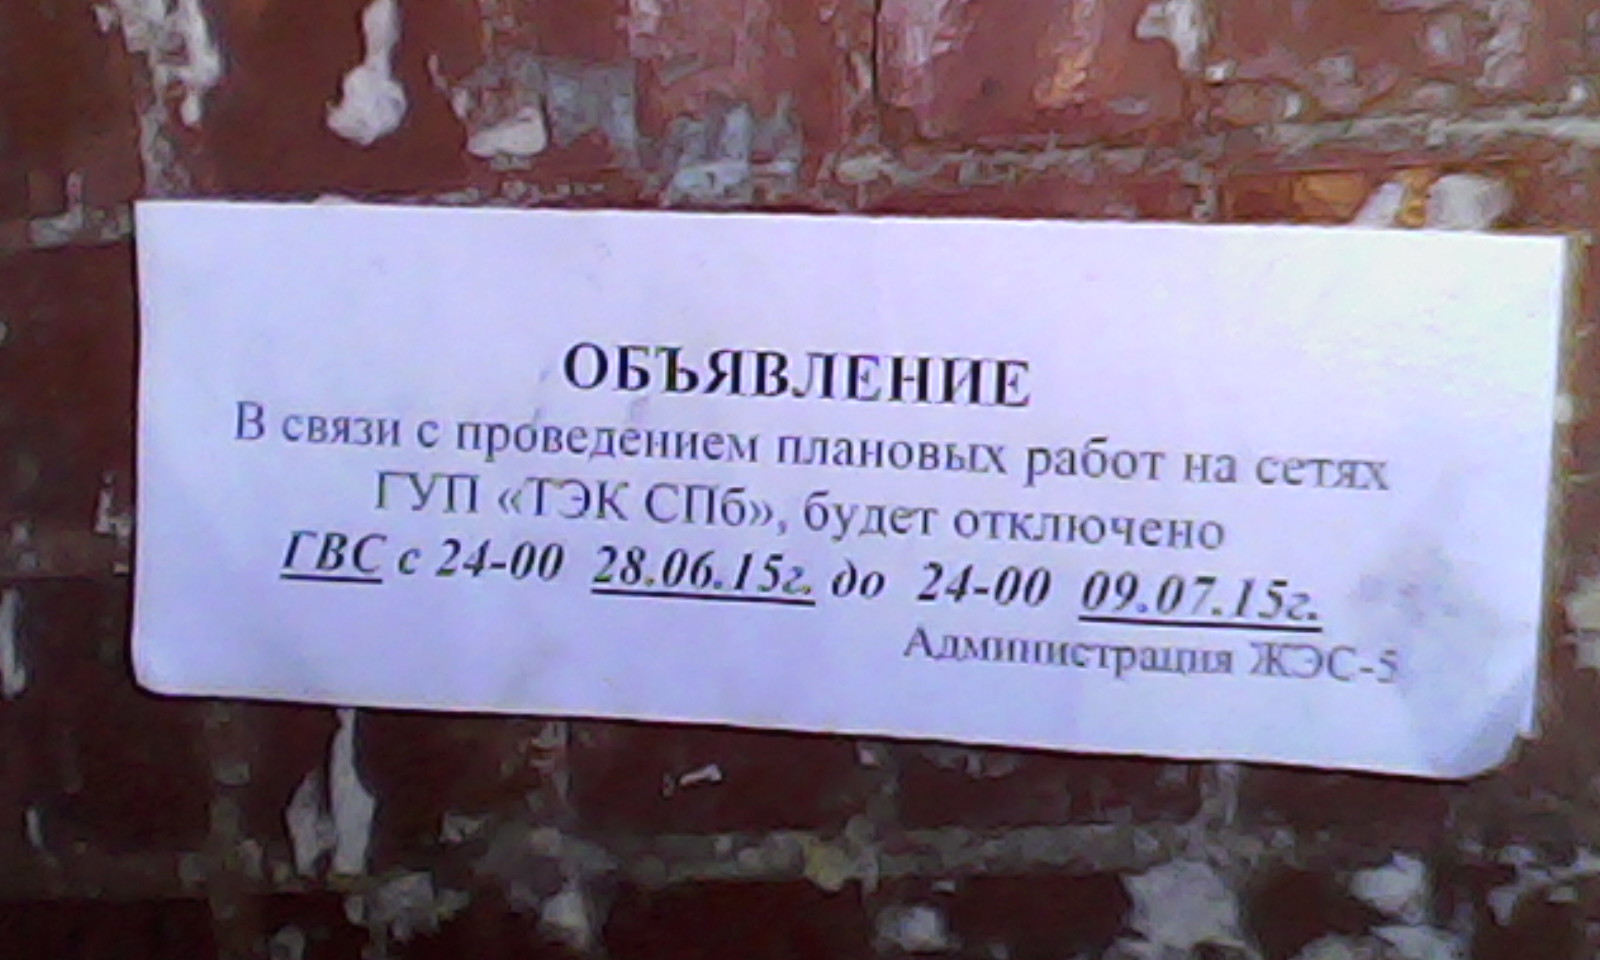 ОБЪЯВЛЕНИЕ
В связи с проведением плановых работ на сетях
ГУП «ТЭК СПб», будет отключено
ГВС с 24-00 28.06.15г. до 24-00 09.07.15г.
Администрация ЖЭС-5